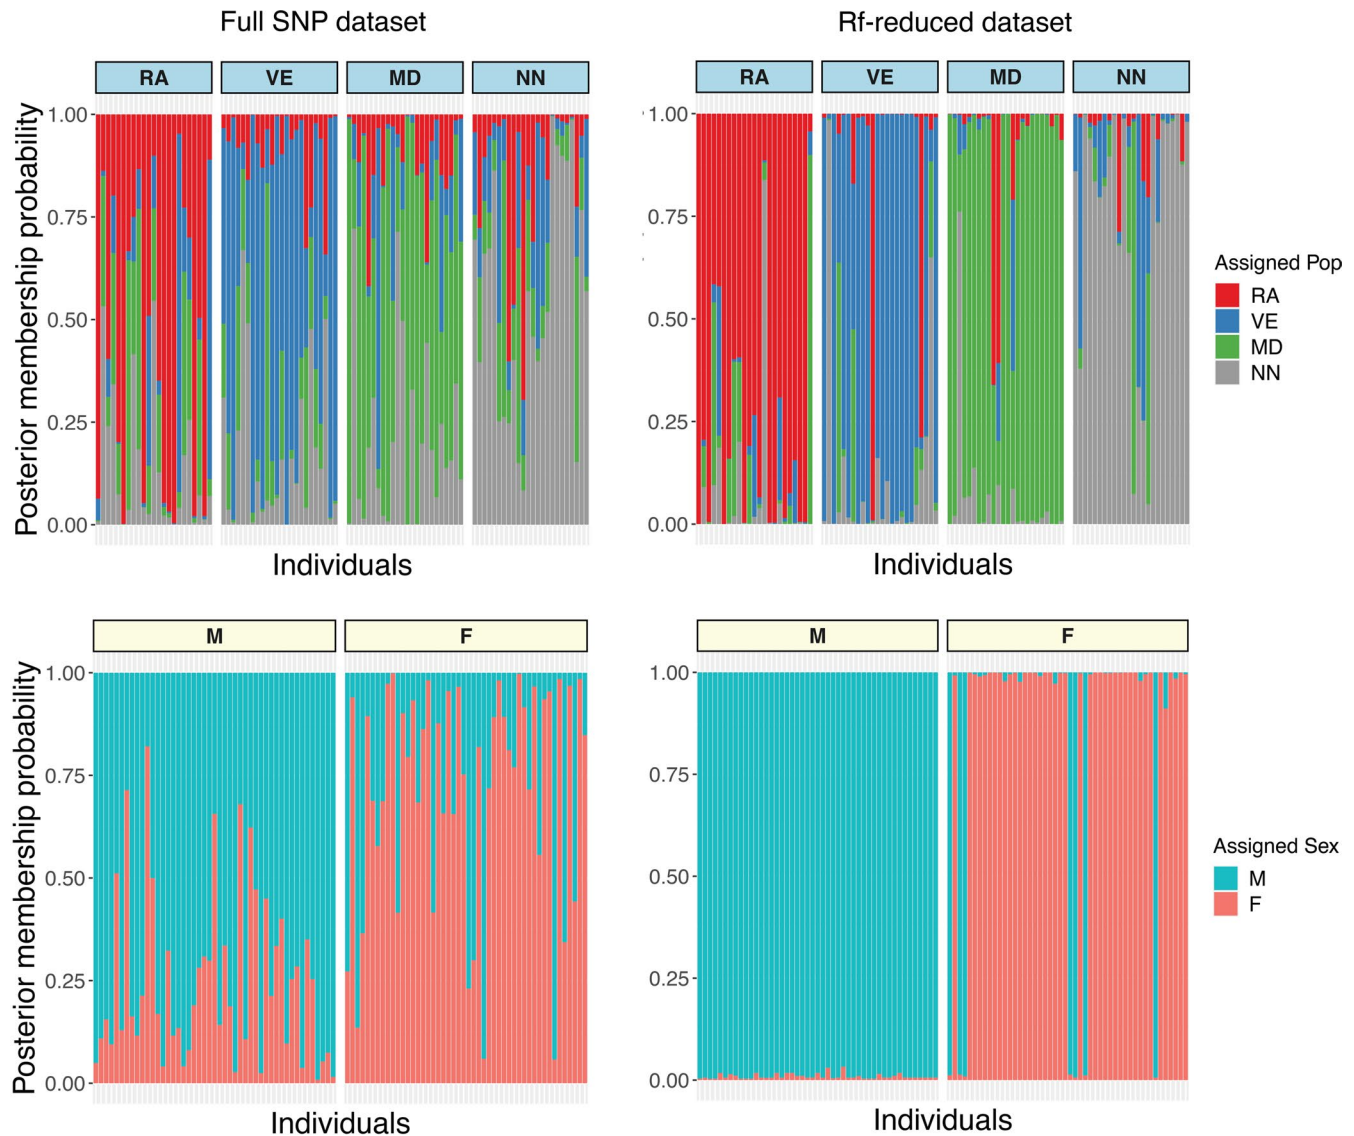 Full SNP dataset
Rf-reduced dataset
RA VE MD NN
RA VE MD NN
Posterior membership probability
1.00
0.75
0.50
0.25
0.00
1.00
0.75
0.50
0.25
0.00
Individuals
Individuals
Assigned Pop
RA
VE
MD
NN
M F
M F
Posterior membership probability
1.00
0.75
0.50
0.25
0.00
1.00
0.75
0.50
0.25
0.00
Individuals
Individuals
Assigned Sex
M
F